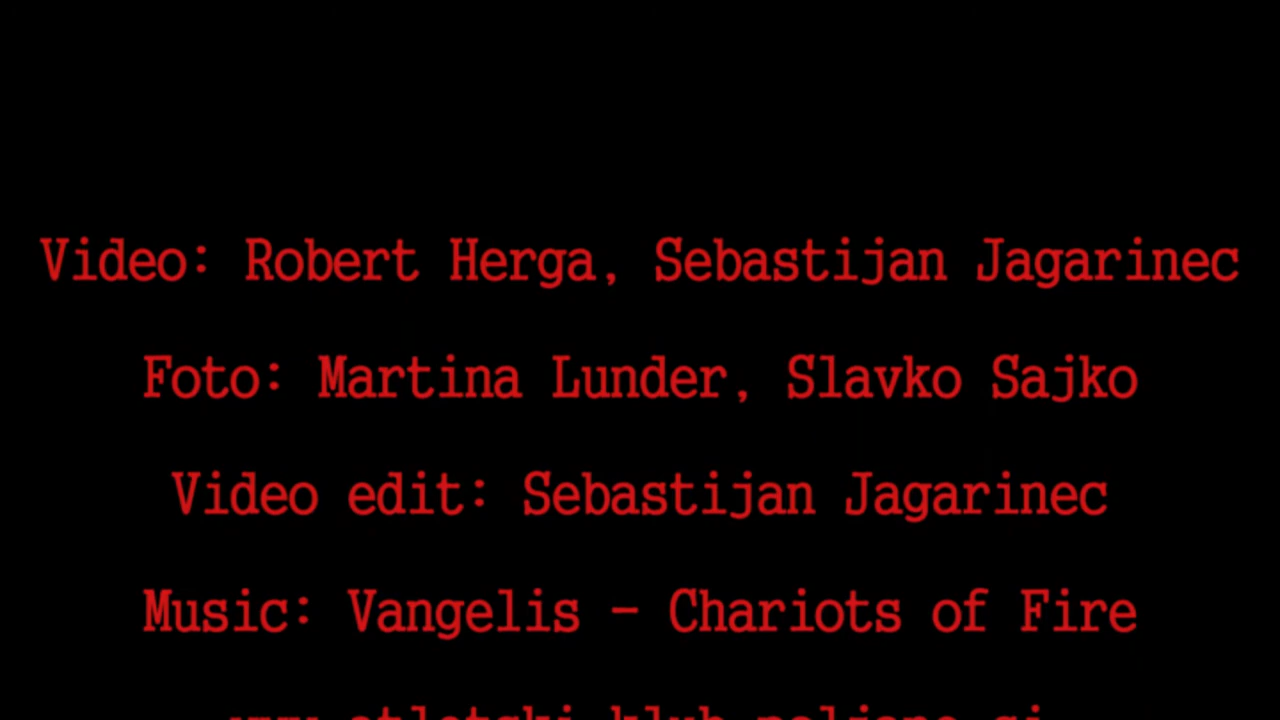 Video: Robert Herga, Sebastijan Jagarinec
Foto: Martina Lunder, Slavko Sajko
Video edit: Sebastijan Jagarinec
Music: Vangelis - Chariots of Fire